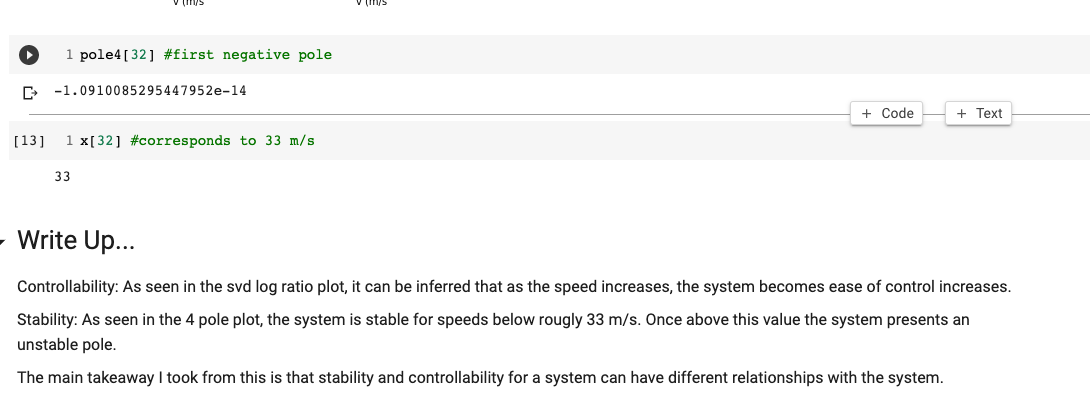 V (m/s
V (m/s
1 pole4[32] #first negative pole
-1.0910085295447952e-14
+ Code + Text
[13] 1 x[32] #corresponds to 33 m/s
33
Write Up...
Controllability: As seen in the svd log ratio plot, it can be inferred that as the speed increases, the system becomes ease of control increases.
Stability: As seen in the 4 pole plot, the system is stable for speeds below rougly 33 m/s. Once above this value the system presents an
unstable pole.
The main takeaway I took from this is that stability and controllability for a system can have different relationships with the system.